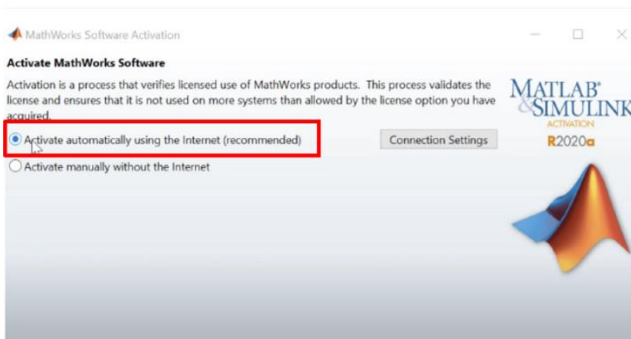 MathWorks Software Activation
Activate MathWorks Software
Activation is a process that verifies licensed use of MathWorks products. This process validates the
license and ensures that it is not used on more systems than allowed by the license option you have
acquired.
MATLAB®
&SIMULINK
ACTIVATION
R2020a
Activate automatically using the Internet (recommended)
Connection Settings
Activate manually without the Internet